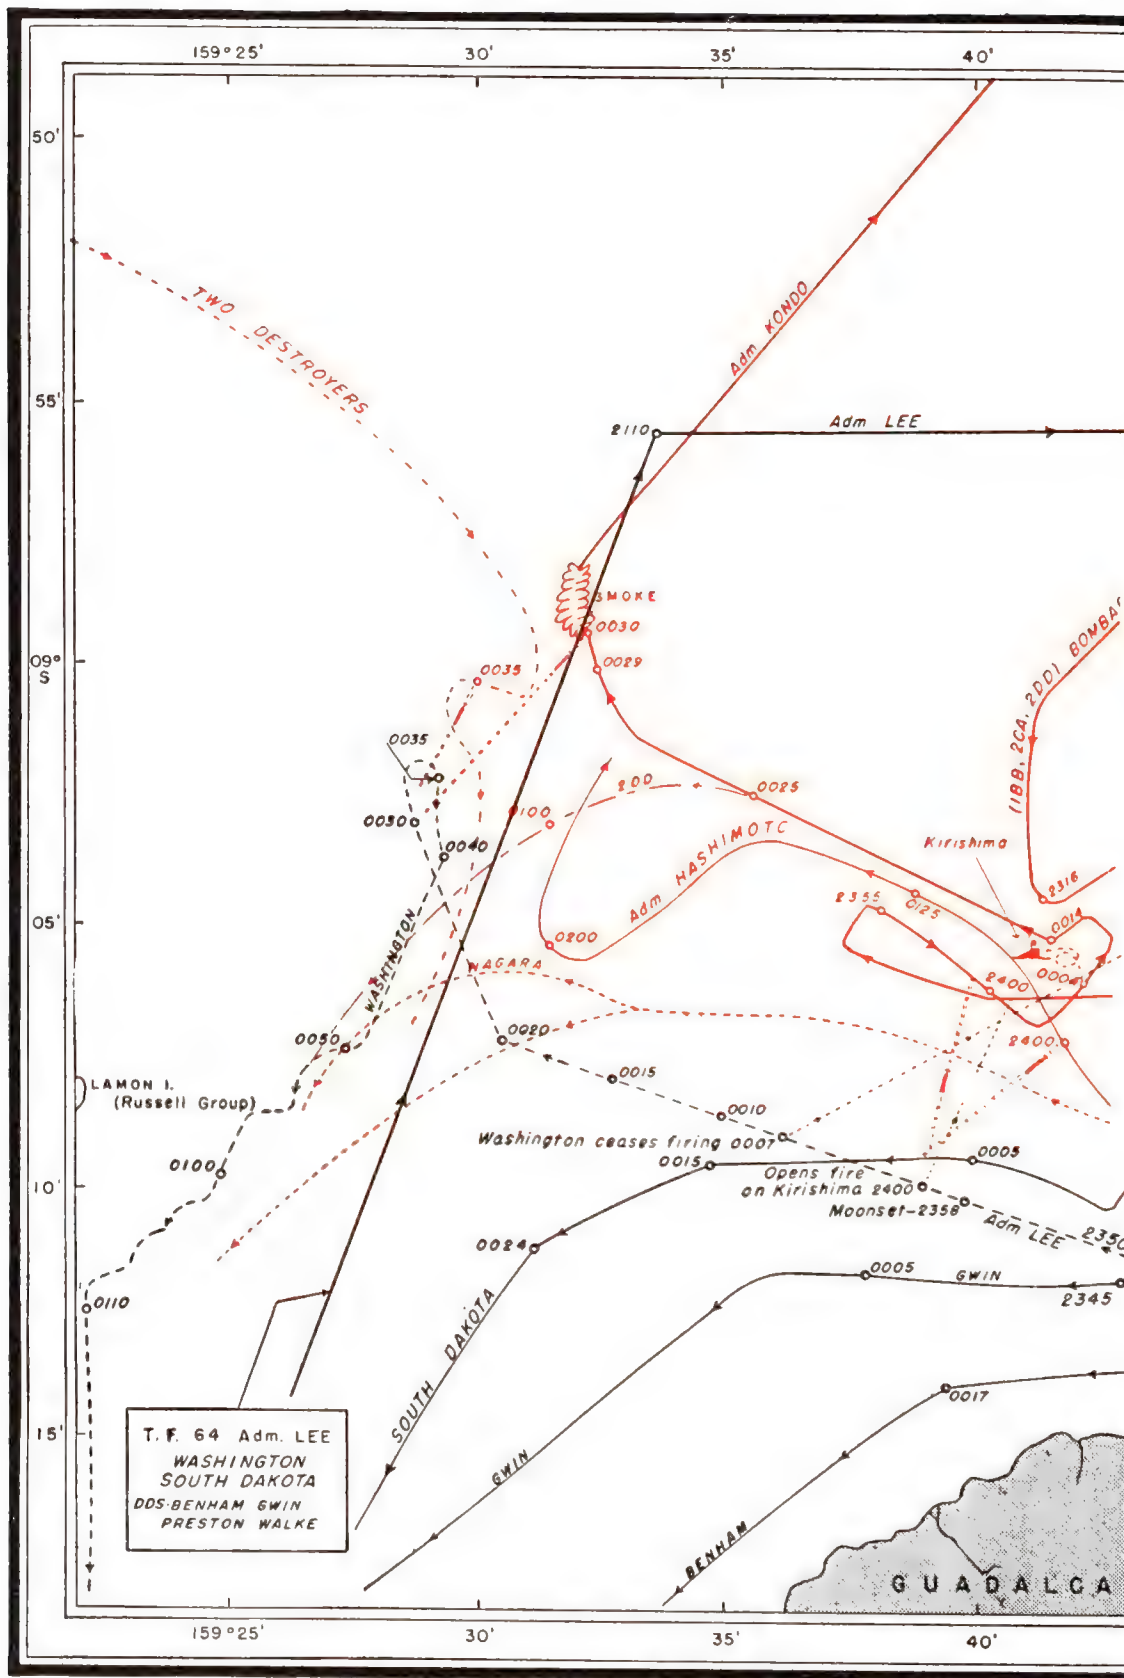 159° 25' 30' 35' 40'
50'
TWO DESTROYERS
Adm KONDO
55'
2110
Adm LEE
SMOKE
0030
09°
S
0035
0029
(1BB, 2CA, 2DD)
0035
2DD
0025
0030
100
Kirishima
0040
Adm HASHIMOTO
2316
2355
0125
0014
05'
WASHINGTON
0200
NAGARA
2400
0004
0050
0020
2400
LAMON I.
(Russell Group)
0015
0010
Washington ceases firing 0007
0100
0015
0005
10'
Opens fire
on Kirishima 2400
Moonset-2358
Adm LEE
2350
0024
0005
GWIN
0110
2345
SOUTH DAKOTA
0017
15'
T. F. 64 Adm. LEE
WASHINGTON
SOUTH DAKOTA
DDS·BENHAM GWIN
PRESTON WALKE
GWIN
BENHAM
GUADALCA
159° 25' 30' 35' 40'